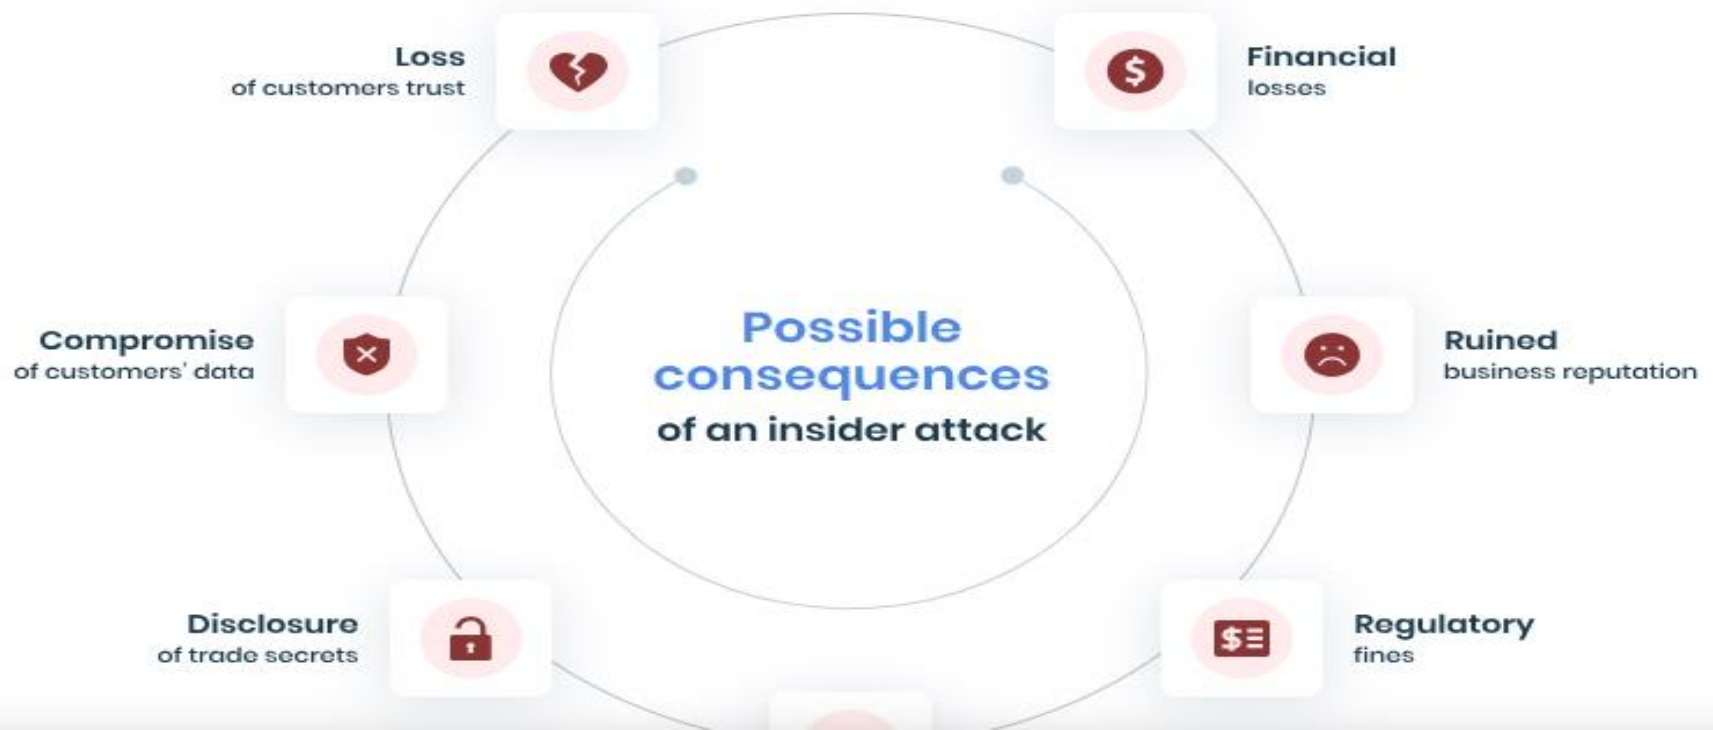 Loss
of customers trust
Financial
losses
Possible
consequences
of an insider attack
Compromise
of customers' data
Ruined
business reputation
Disclosure
of trade secrets
Regulatory
fines